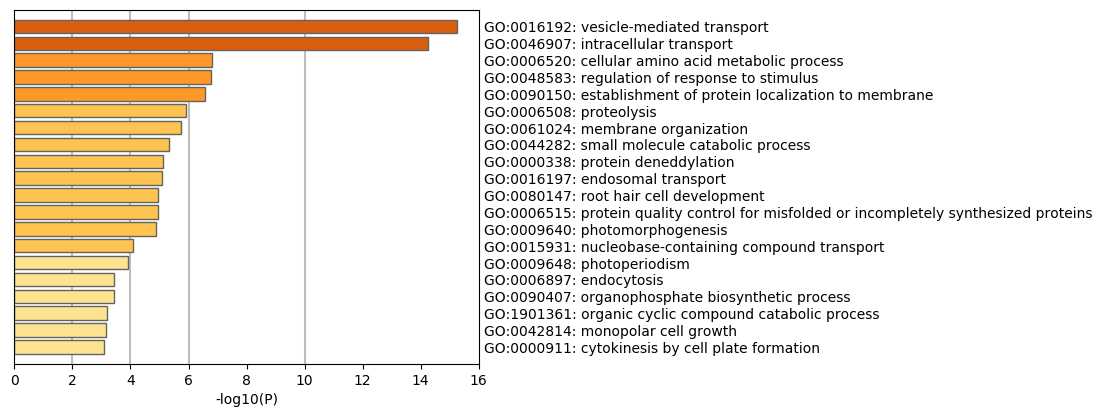 GO:0016192: vesicle-mediated transport
GO:0046907: intracellular transport
GO:0006520: cellular amino acid metabolic process
GO:0048583: regulation of response to stimulus
GO:0090150: establishment of protein localization to membrane
GO:0006508: proteolysis
GO:0061024: membrane organization
GO:0044282: small molecule catabolic process
GO:0000338: protein deneddylation
GO:0016197: endosomal transport
GO:0080147: root hair cell development
GO:0006515: protein quality control for misfolded or incompletely synthesized proteins
GO:0009640: photomorphogenesis
GO:0015931: nucleobase-containing compound transport
GO:0009648: photoperiodism
GO:0006897: endocytosis
GO:0090407: organophosphate biosynthetic process
GO:1901361: organic cyclic compound catabolic process
GO:0042814: monopolar cell growth
GO:0000911: cytokinesis by cell plate formation
0 2 4 6 8 10 12 14 16
-log10(P)